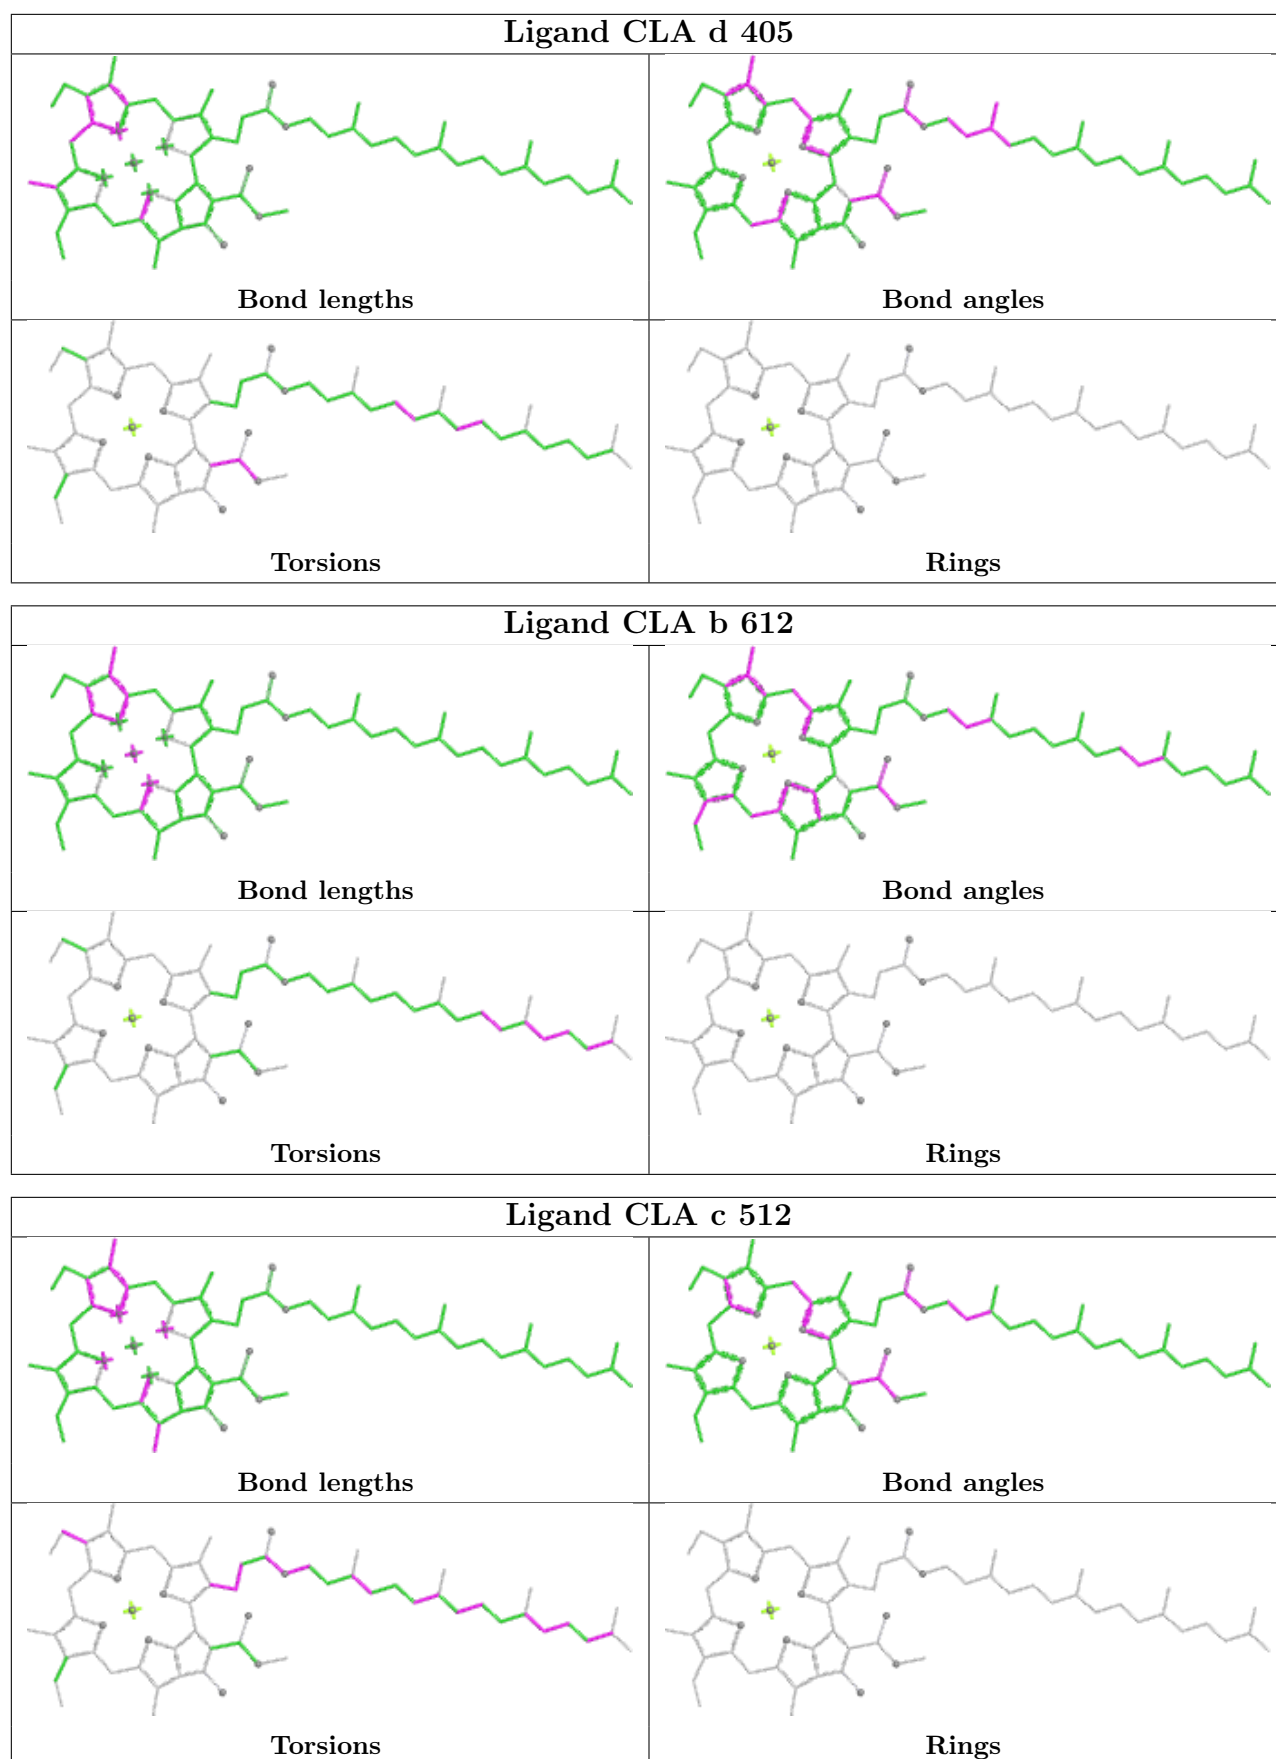 Ligand CLA d 405
Bond lengths
Bond angles
Torsions
Rings
Ligand CLA b 612
Bond lengths
Bond angles
Torsions
Rings
Ligand CLA c 512
Bond lengths
Bond angles
Torsions
Rings